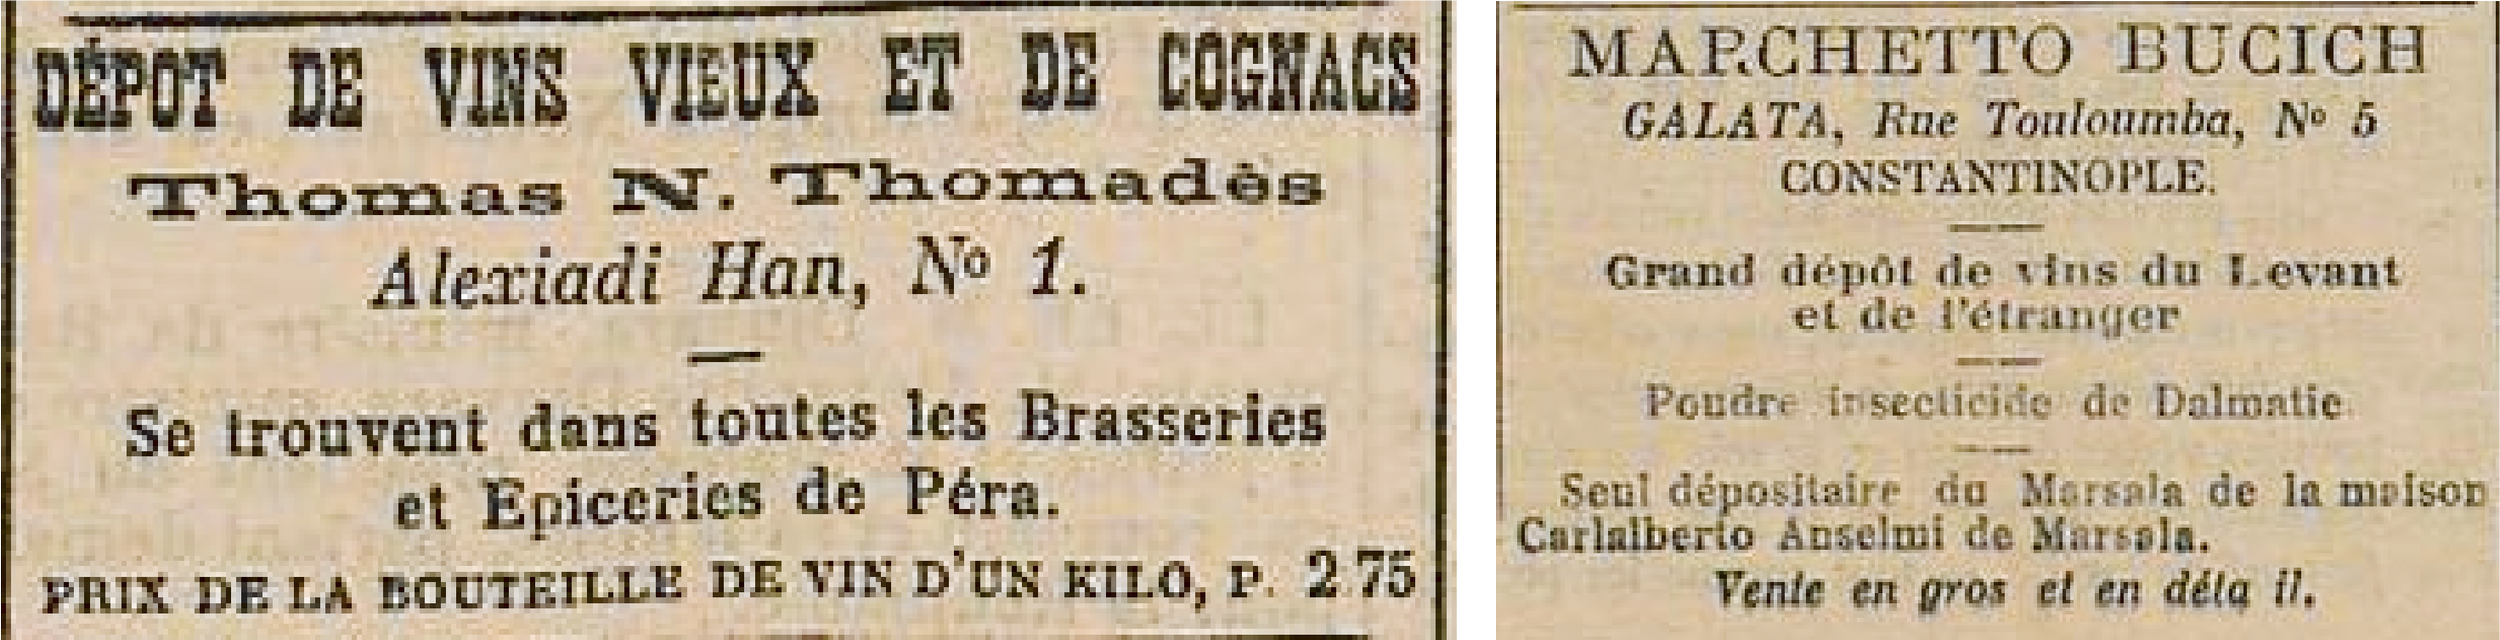 DÉPOT DE VINS VIEUX ET DE COGNACS
Thomas N. Thomadès
Alexiadi Han, No 1.
Se trouvent dans toutes les Brasseries
et Epiceries de Péra.
PRIX DE LA BOUTEILLE DE VIN D'UN KILO, P. 2.75
MARCHETTO BUCICH
GALATA, Rue Touloumba, No 5
CONSTANTINOPLE.
Grand dépôt de vins du Levant
et de l'étranger
Poudre insecticide de Dalmatie
Seul dépositaire du Marsala de la maison
Carlalberto Anselmi de Marsala.
Vente en gros et en déta il.